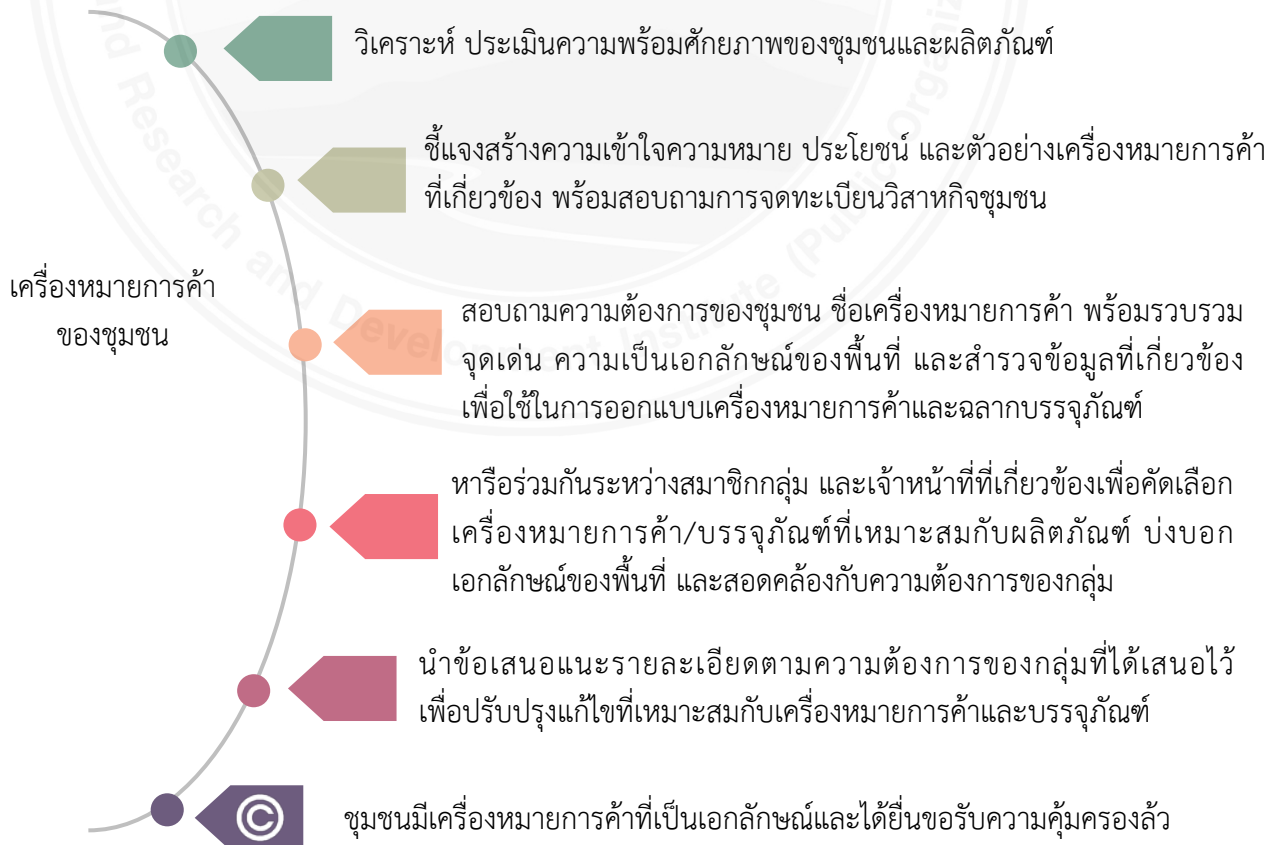 วิเคราะห์ ประเมินความพร้อมศักยภาพของชุมชนและผลิตภัณฑ์
ชี้แจงสร้างความเข้าใจความหมาย ประโยชน์ และตัวอย่างเครื่องหมายการค้า
ที่เกี่ยวข้อง พร้อมสอบถามการจดทะเบียนวิสาหกิจชุมชน
เครื่องหมายการค้า
ของชุมชน
สอบถามความต้องการของชุมชน ชื่อเครื่องหมายการค้า พร้อมรวบรวม
จุดเด่น ความเป็นเอกลักษณ์ของพื้นที่ และสำรวจข้อมูลที่เกี่ยวข้อง
เพื่อใช้ในการออกแบบเครื่องหมายการค้าและฉลากบรรจุภัณฑ์
หารือร่วมกันระหว่างสมาชิกกลุ่ม และเจ้าหน้าที่ที่เกี่ยวข้องเพื่อคัดเลือก
เครื่องหมายการค้า/บรรจุภัณฑ์ที่เหมาะสมกับผลิตภัณฑ์ บ่งบอก
เอกลักษณ์ของพื้นที่ และสอดคล้องกับความต้องการของกลุ่ม
นำข้อเสนอแนะรายละเอียดตามความต้องการของกลุ่มที่ได้เสนอไว้
เพื่อปรับปรุงแก้ไขที่เหมาะสมกับเครื่องหมายการค้าและบรรจุภัณฑ์
©
ชุมชนมีเครื่องหมายการค้าที่เป็นเอกลักษณ์และได้ยื่นขอรับความคุ้มครองล้ว
and Research and Development Institute (Public